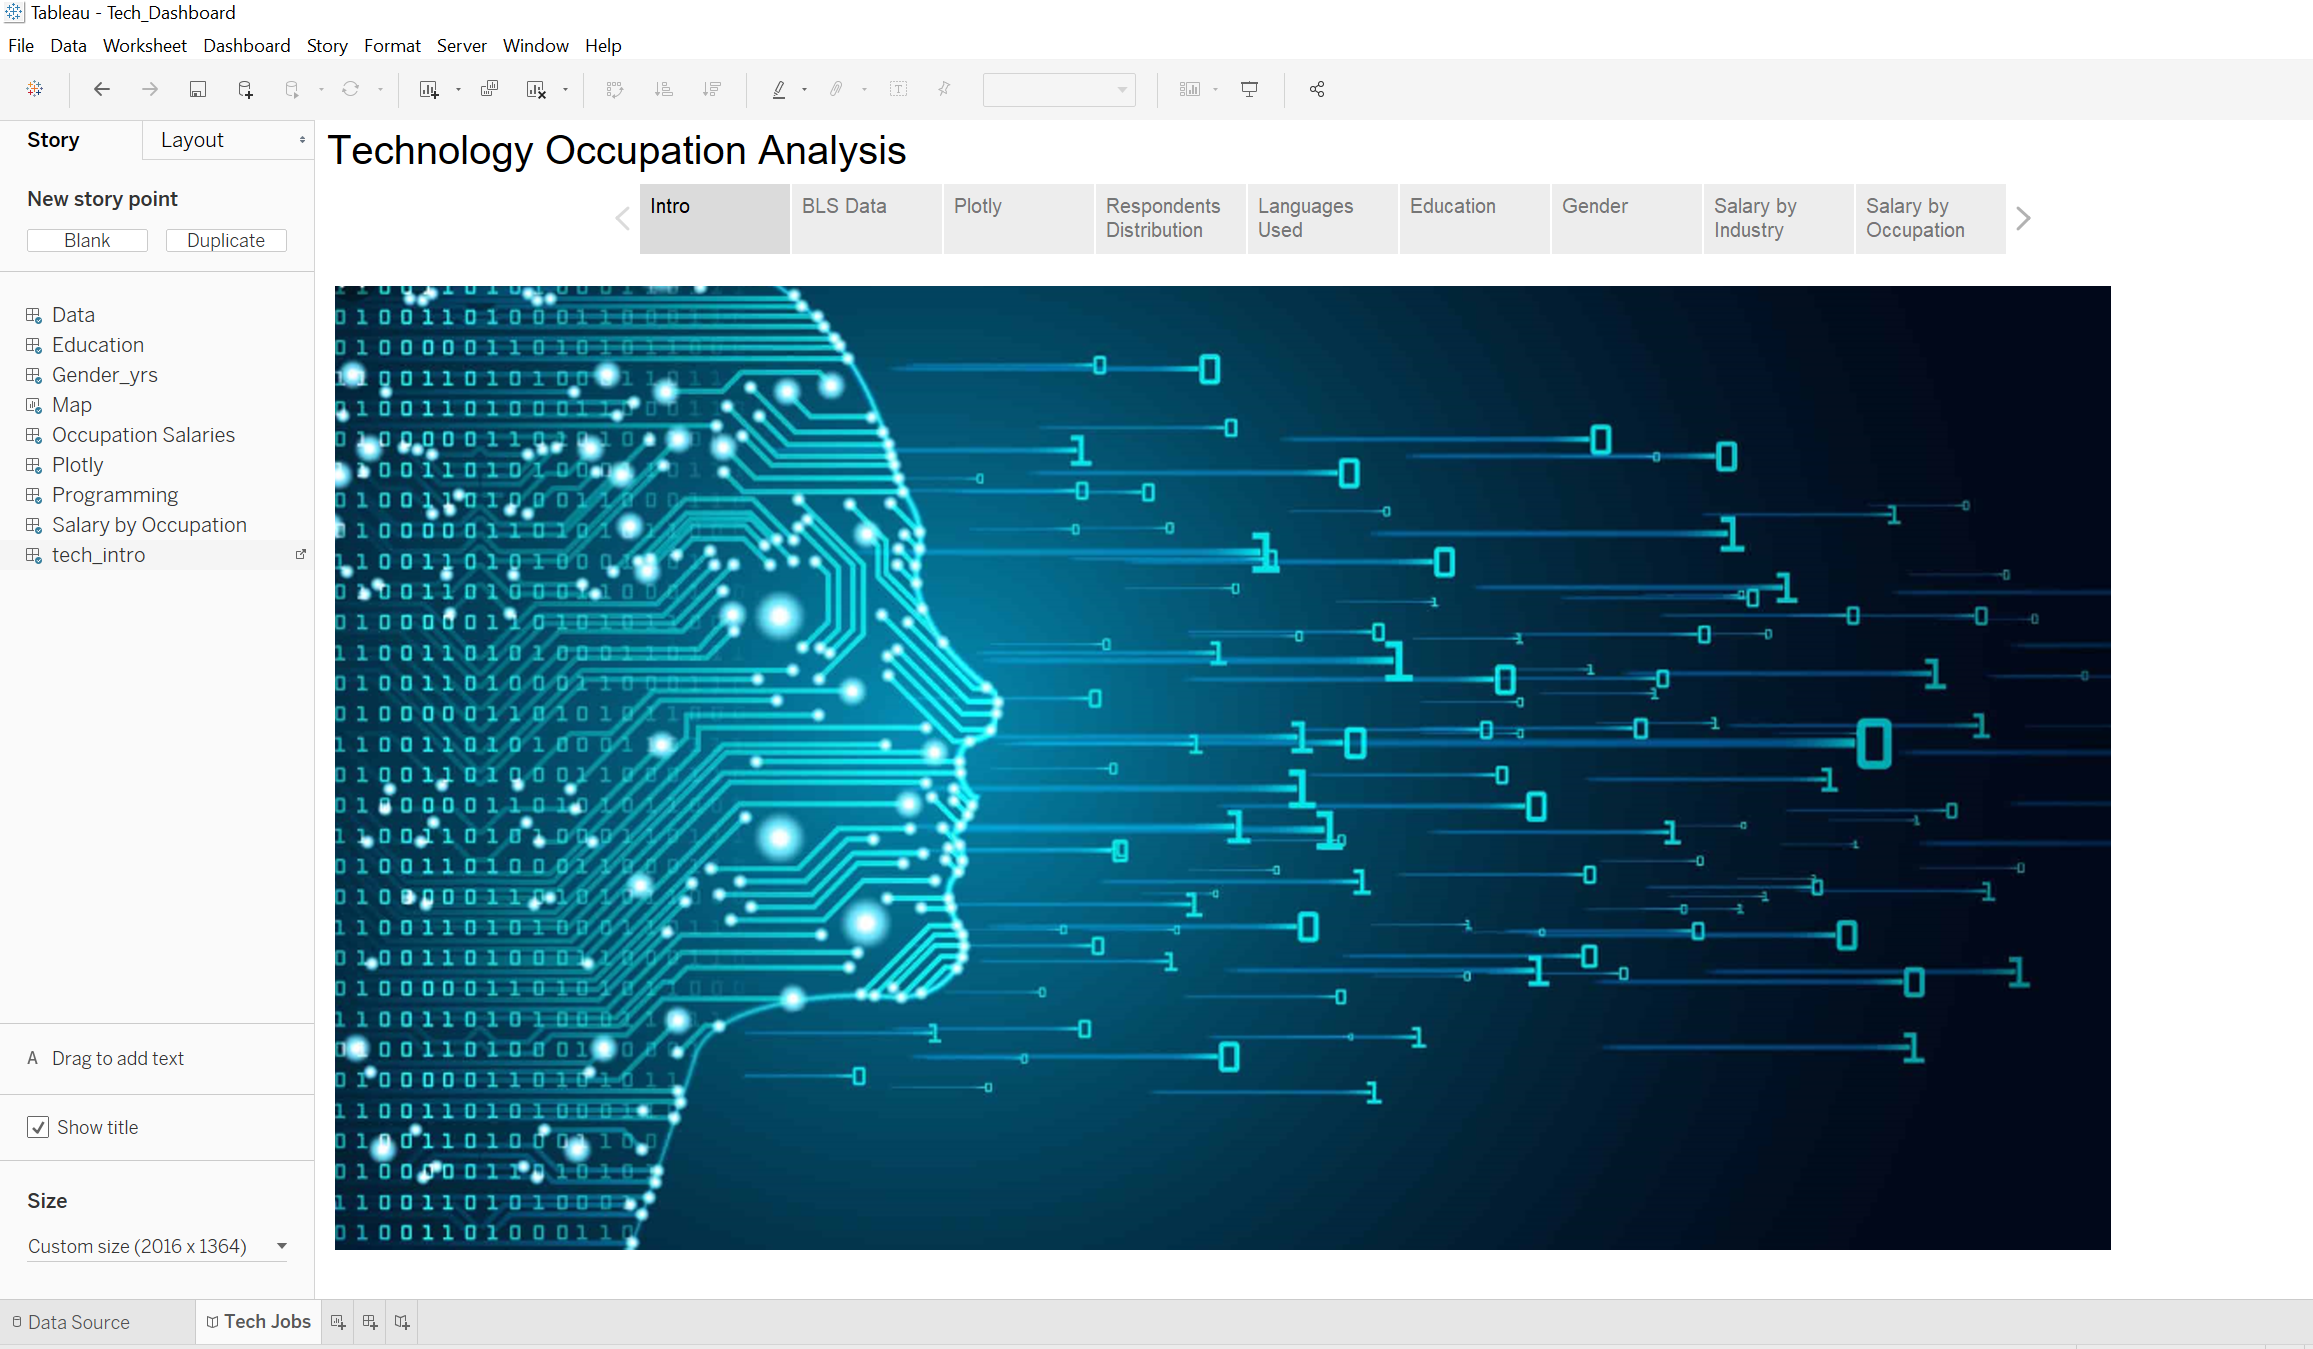 Tableau - Tech_Dashboard
File Data Worksheet Dashboard Story Format Server Window Help
Story
Layout
Technology Occupation Analysis
New story point
Blank
Duplicate
Intro
BLS Data
Plotly
Respondents
Distribution
Languages
Used
Education
Gender
Salary by
Industry
Salary by
Occupation
Data
Education
Gender_yrs
Map
Occupation Salaries
Plotly
Programming
Salary by Occupation
tech_intro
A Drag to add text
Show title
Size
Custom size (2016 x 1364)
Data Source
Tech Jobs